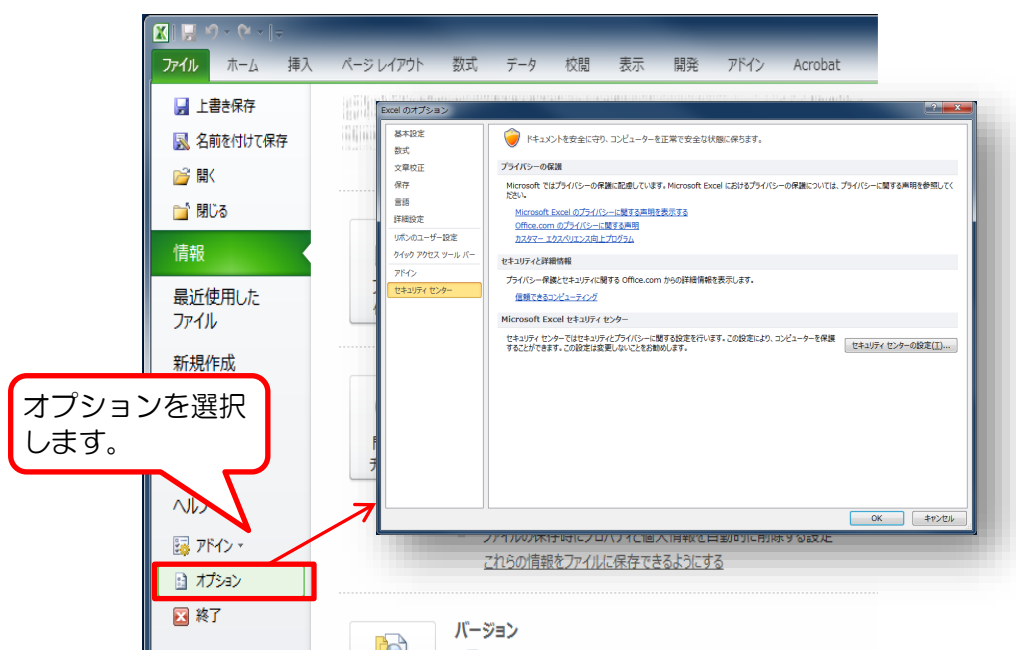 ファイル ホーム 挿入 ページ レイアウト 数式 データ 校閲 表示 開発 アドイン Acrobat
上書き保存
名前を付けて保存
開く
閉じる
情報
最近使用した
ファイル
新規作成
オプションを選択
します。
ヘルプ
アドイン
オプション
終了
Excel のオプション
基本設定
数式
文章校正
保存
言語
詳細設定
リボンのユーザー設定
クイック アクセス ツール バー
アドイン
セキュリティ センター
ドキュメントを安全に守り、コンピューターを正常で安全な状態に保ちます。
プライバシーの保護
Microsoft ではプライバシーの保護に配慮しています。Microsoft Excel におけるプライバシーの保護については、プライバシーに関する声明を参照してく
ださい。
Microsoft Excel のプライバシーに関する声明を表示する
Office.com のプライバシーに関する声明
カスタマー エクスペリエンス向上プログラム
セキュリティと詳細情報
プライバシー保護とセキュリティに関する Office.com からの詳細情報を表示します。
信頼できるコンピューティング
Microsoft Excel セキュリティ センター
セキュリティ センターではセキュリティとプライバシーに関する設定を行います。この設定により、コンピューターを保護
することができます。この設定は変更しないことをお勧めします。
セキュリティ センターの設定(T)...
OK キャンセル
ファイルの保存時にプロパティと個人情報を自動的に削除する設定
これらの情報をファイルに保存できるようにする
バージョン